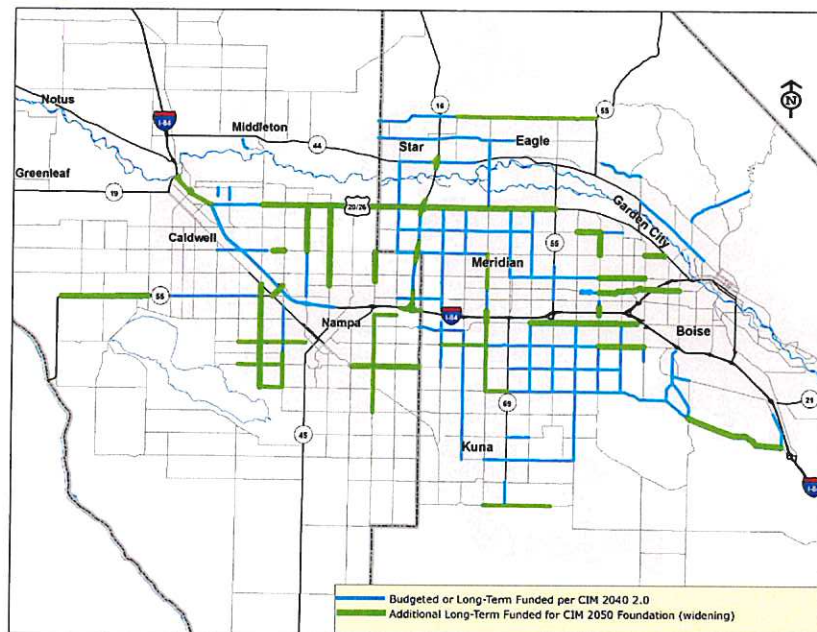 55
16
N
Notus
I-84
Middleton
44
Star
Eagle
Greenleaf
19
20/26
Garden City
Caldwell
55
Meridian
55
Nampa
I-84
Boise
69
21
45
Kuna
I-84
Budgeted or Long-Term Funded per CIM 2040 2.0
Additional Long-Term Funded for CIM 2050 Foundation (widening)